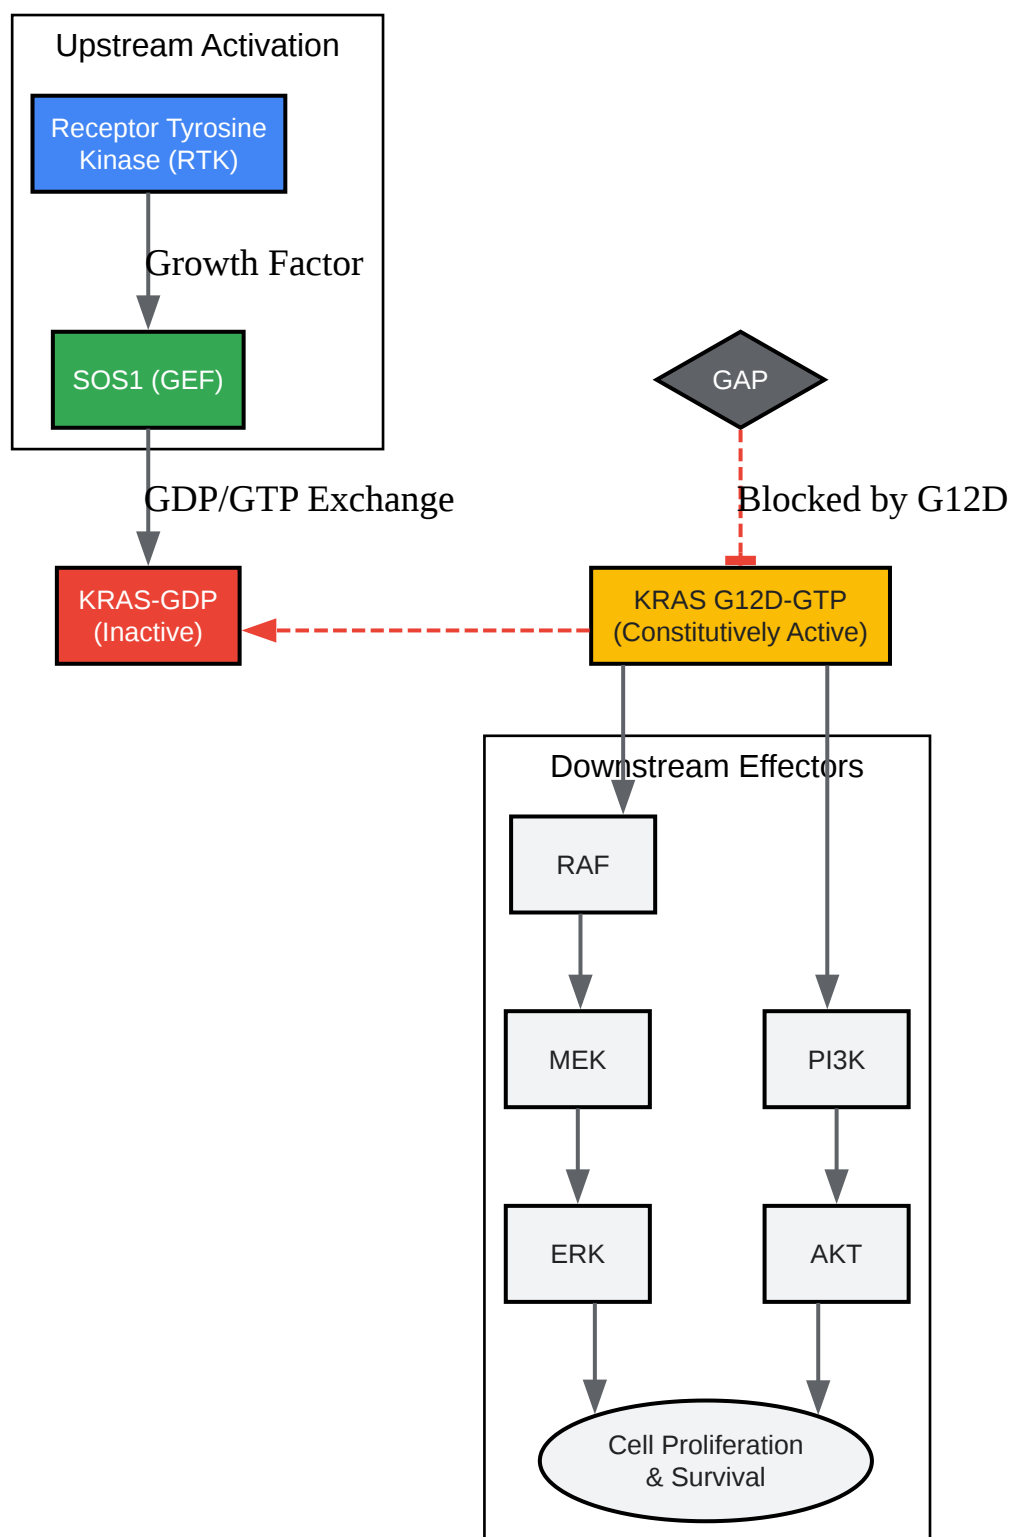 Upstream Activation
Receptor Tyrosine
Kinase (RTK)
Growth Factor
SOS1 (GEF)
GAP
GDP/GTP Exchange
Blocked by G12D
KRAS-GDP
(Inactive)
KRAS G12D-GTP
(Constitutively Active)
Downstream Effectors
RAF
MEK
PI3K
ERK
AKT
Cell Proliferation
& Survival